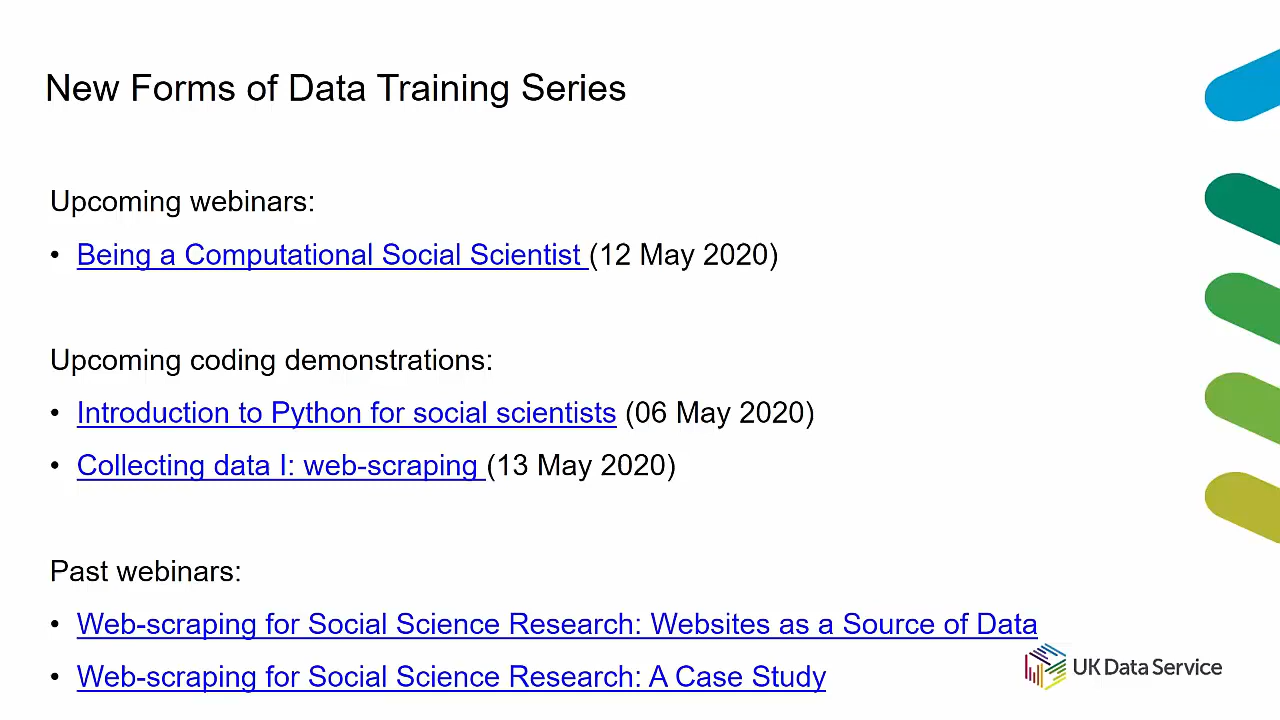 New Forms of Data Training Series
Upcoming webinars:
• Being a Computational Social Scientist (12 May 2020)
Upcoming coding demonstrations:
• Introduction to Python for social scientists (06 May 2020)
• Collecting data I: web-scraping (13 May 2020)
Past webinars:
• Web-scraping for Social Science Research: Websites as a Source of Data
• Web-scraping for Social Science Research: A Case Study
UK Data Service